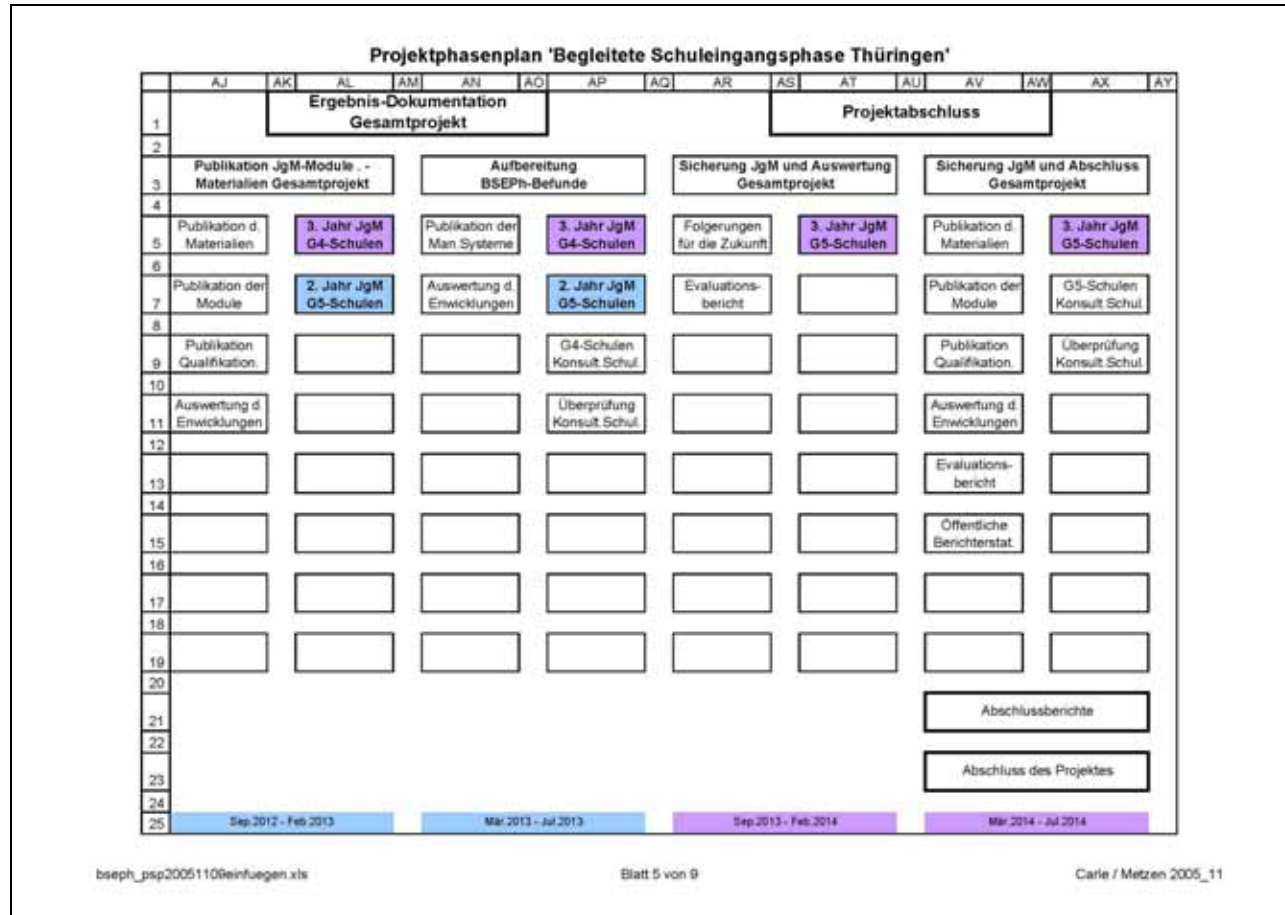 Projektphasenplan 'Begleitete Schuleingangsphase Thüringen'
AJ AK AL AM AN AO AP AQ AR AS AT AU AV AW AX AY
1 Ergebnis-Dokumentation Projektabschluss
Gesamtprojekt
2
Publikation JgM-Module . - Aufbereitung Sicherung JgM und Auswertung Sicherung JgM und Abschluss
3 Materialien Gesamtprojekt BSEPh-Befunde Gesamtprojekt Gesamtprojekt
4
Publikation d. 3. Jahr JgM Publikation der 3. Jahr JgM Folgerungen 3. Jahr JgM Publikation d. 3. Jahr JgM
5 Materialien G4-Schulen Man.Systeme G4-Schulen für die Zukunft G5-Schulen Materialien G5-Schulen
6
Publikation der 2. Jahr JgM Auswertung d. 2. Jahr JgM Evaluations- Publikation der G5-Schulen
7 Module G5-Schulen Enwicklungen G5-Schulen bericht Module Konsult.Schul.
8
Publikation G4-Schulen Publikation Überprüfung
9 Qualifikation. Konsult.Schul. Qualifikation. Konsult.Schul.
10
Auswertung d. Überprüfung Auswertung d.
11 Enwicklungen Konsult.Schul. Enwicklungen
12
Evaluations-
13 bericht
14
Öffentliche
15 Berichterstat.
16
17
18
19
20
21 Abschlussberichte
22
23 Abschluss des Projektes
24
25 Sep.2012 - Feb.2013 Mär.2013 - Jul.2013 Sep.2013 - Feb.2014 Mär.2014 - Jul.2014
bseph_psp20051109einfuegen.xls Blatt 5 von 9 Carle / Metzen 2005_11